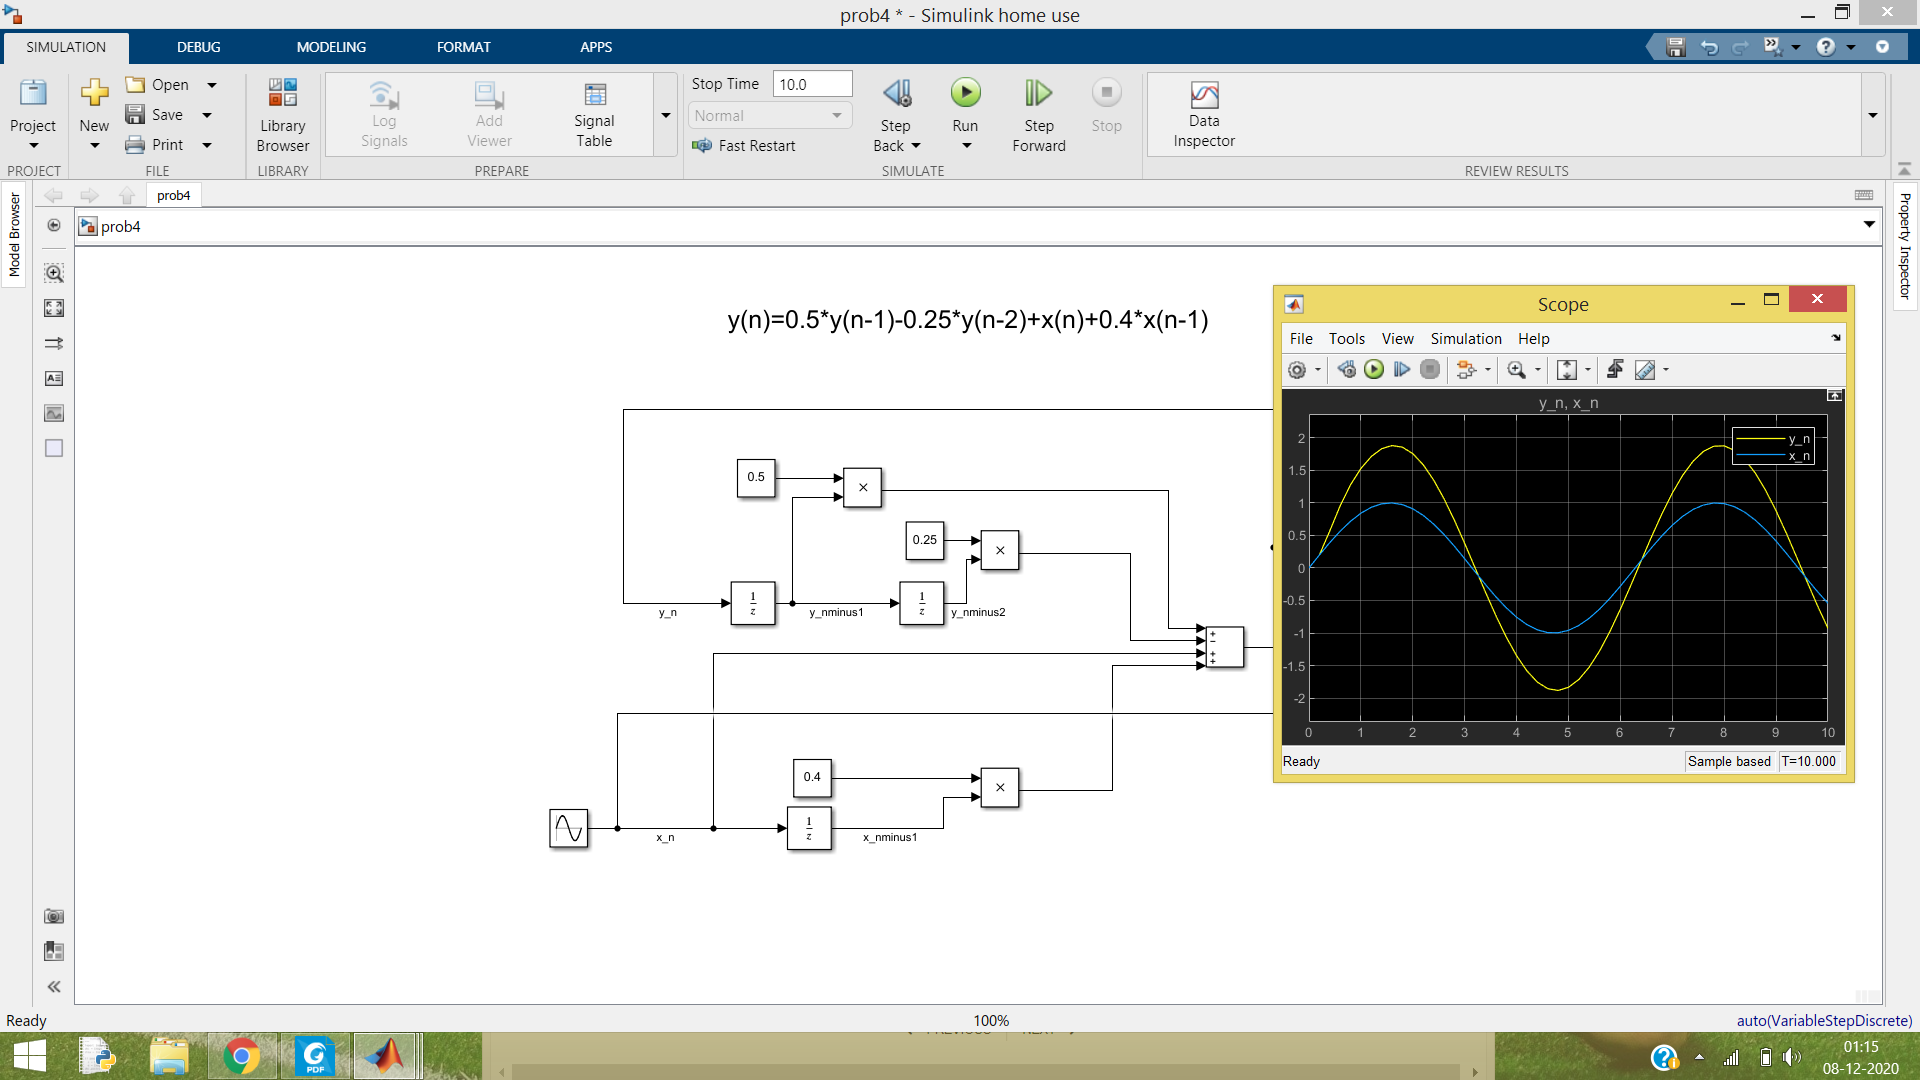 prob4 * - Simulink home use
SIMULATION DEBUG MODELING FORMAT APPS
Project
PROJECT
New
Open
Save
Print
FILE
Library
Browser
LIBRARY
Log
Signals
Add
Viewer
Signal
Table
PREPARE
Stop Time 10.0
Normal
Fast Restart
Step
Back
Run
Step
Forward
Stop
SIMULATE
Data
Inspector
REVIEW RESULTS
Model Browser
prob4
prob4
Property Inspector
y(n)=0.5*y(n-1)-0.25*y(n-2)+x(n)+0.4*x(n-1)
0.5
×
0.25
×
y_n
1
z
y_nminus1
1
z
y_nminus2
+
−
+
+
0.4
×
x_n
1
z
x_nminus1
Scope
File Tools View Simulation Help
y_n, x_n
y_n
x_n
2
1.5
1
0.5
0
-0.5
-1
-1.5
-2
0 1 2 3 4 5 6 7 8 9 10
Ready Sample based T=10.000
Ready 100% auto(VariableStepDiscrete)
PDF
01:15
08-12-2020